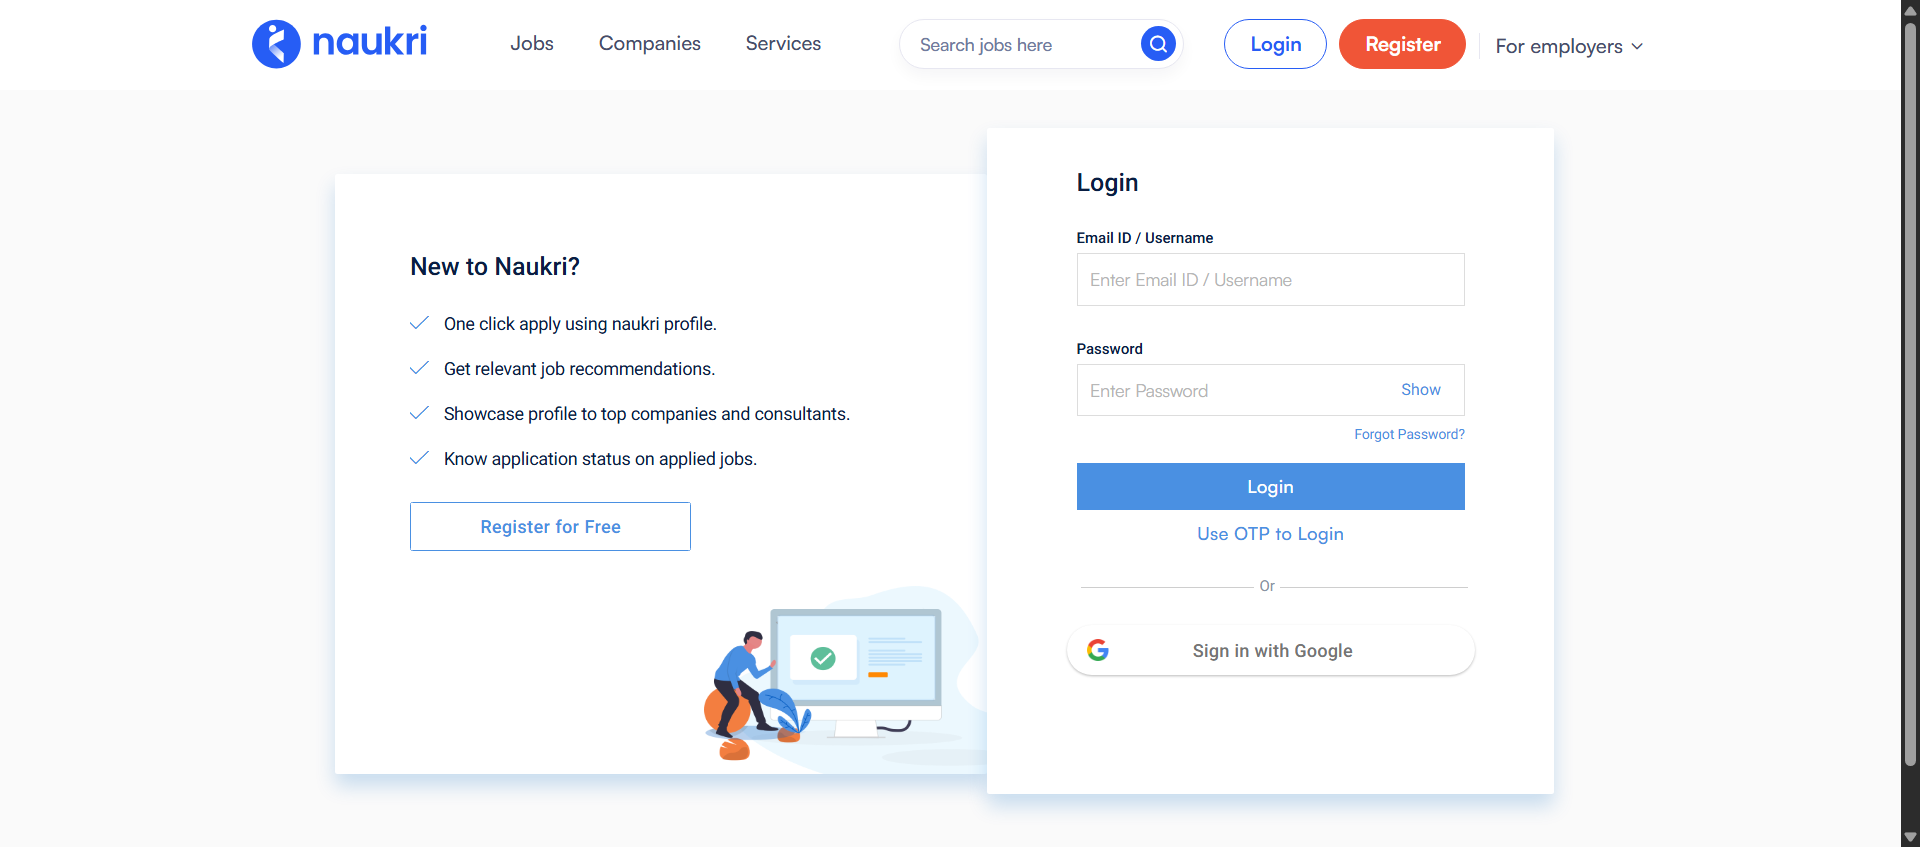 naukri
Jobs
Companies
Services
Search jobs here
Login
Register
For employers
New to Naukri?
One click apply using naukri profile.
Get relevant job recommendations.
Showcase profile to top companies and consultants.
Know application status on applied jobs.
Register for Free
Login
Email ID / Username
Enter Email ID / Username
Password
Enter Password
Show
Forgot Password?
Login
Use OTP to Login
Or
Sign in with Google